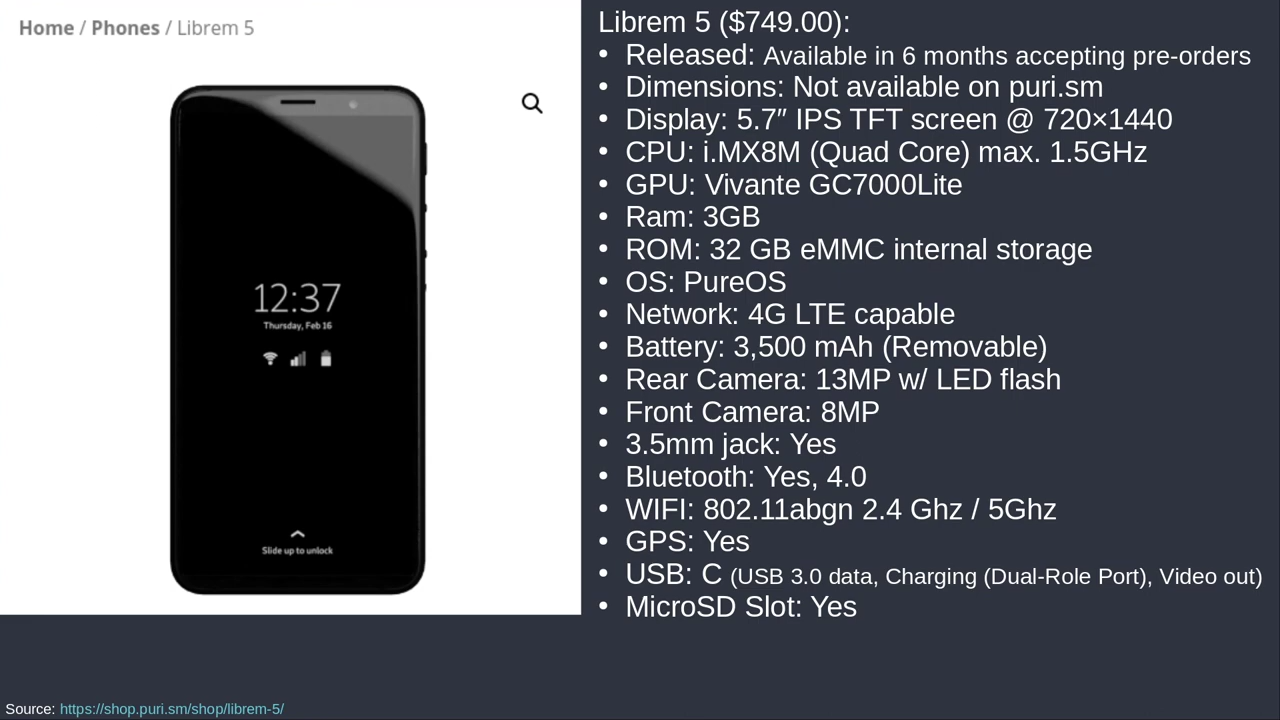 Home / Phones / Librem 5
12:37
Thursday, Feb 16
Slide up to unlock
Librem 5 ($749.00):
• Released: Available in 6 months accepting pre-orders
• Dimensions: Not available on puri.sm
• Display: 5.7″ IPS TFT screen @ 720×1440
• CPU: i.MX8M (Quad Core) max. 1.5GHz
• GPU: Vivante GC7000Lite
• Ram: 3GB
• ROM: 32 GB eMMC internal storage
• OS: PureOS
• Network: 4G LTE capable
• Battery: 3,500 mAh (Removable)
• Rear Camera: 13MP w/ LED flash
• Front Camera: 8MP
• 3.5mm jack: Yes
• Bluetooth: Yes, 4.0
• WIFI: 802.11abgn 2.4 Ghz / 5Ghz
• GPS: Yes
• USB: C (USB 3.0 data, Charging (Dual-Role Port), Video out)
• MicroSD Slot: Yes
Source: https://shop.puri.sm/shop/librem-5/